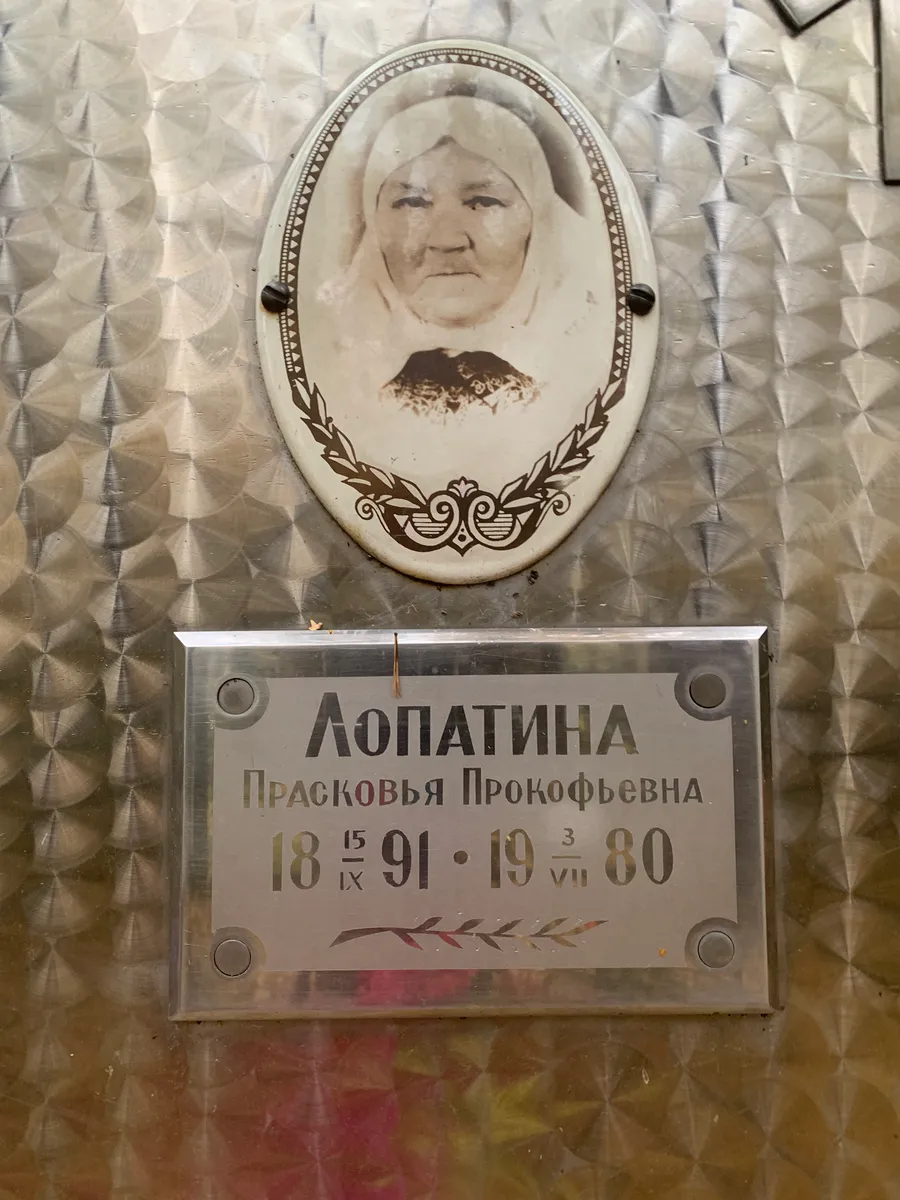 Лопатина
Прасковья Прокофьевна
18 15/IX 91 • 19 3/VII 80